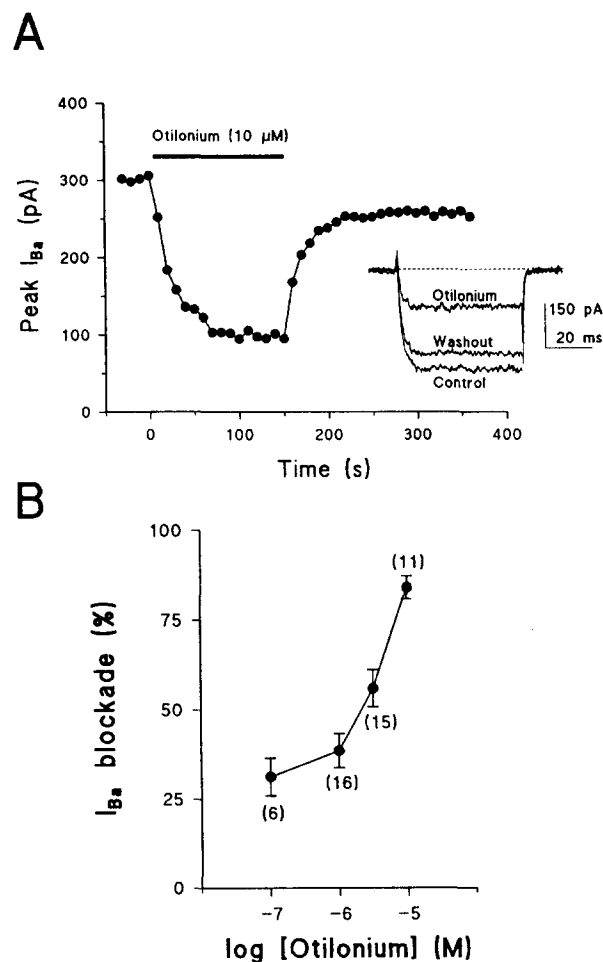 A
400
300
200
100
0
Peak I_Ba (pA)
Otilonium (10 µM)
Otilonium
Washout
Control
150 pA
20 ms
0
100
200
300
400
Time (s)
B
100
75
50
25
0
I_Ba blockade (%)
(11)
(15)
(16)
(6)
−7
−6
−5
log [Otilonium] (M)